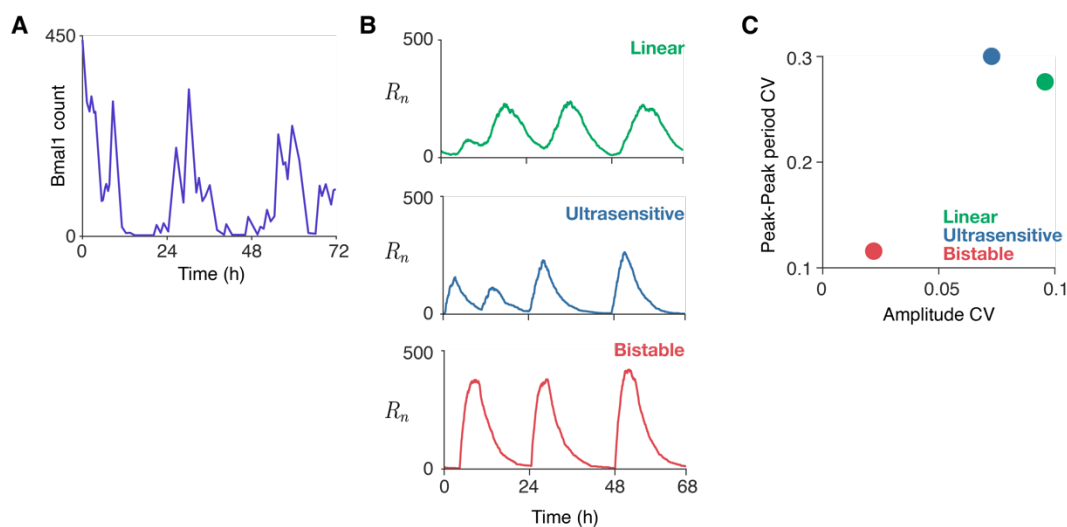 A
450
Bmal1 count
0
0
24
48
72
Time (h)
B
500
Linear
Rn
0
500
Ultrasensitive
Rn
0
500
Bistable
Rn
0
0
24
48
68
Time (h)
C
0.3
0.2
0.1
Peak-Peak period CV
Linear
Ultrasensitive
Bistable
0
0.05
0.1
Amplitude CV